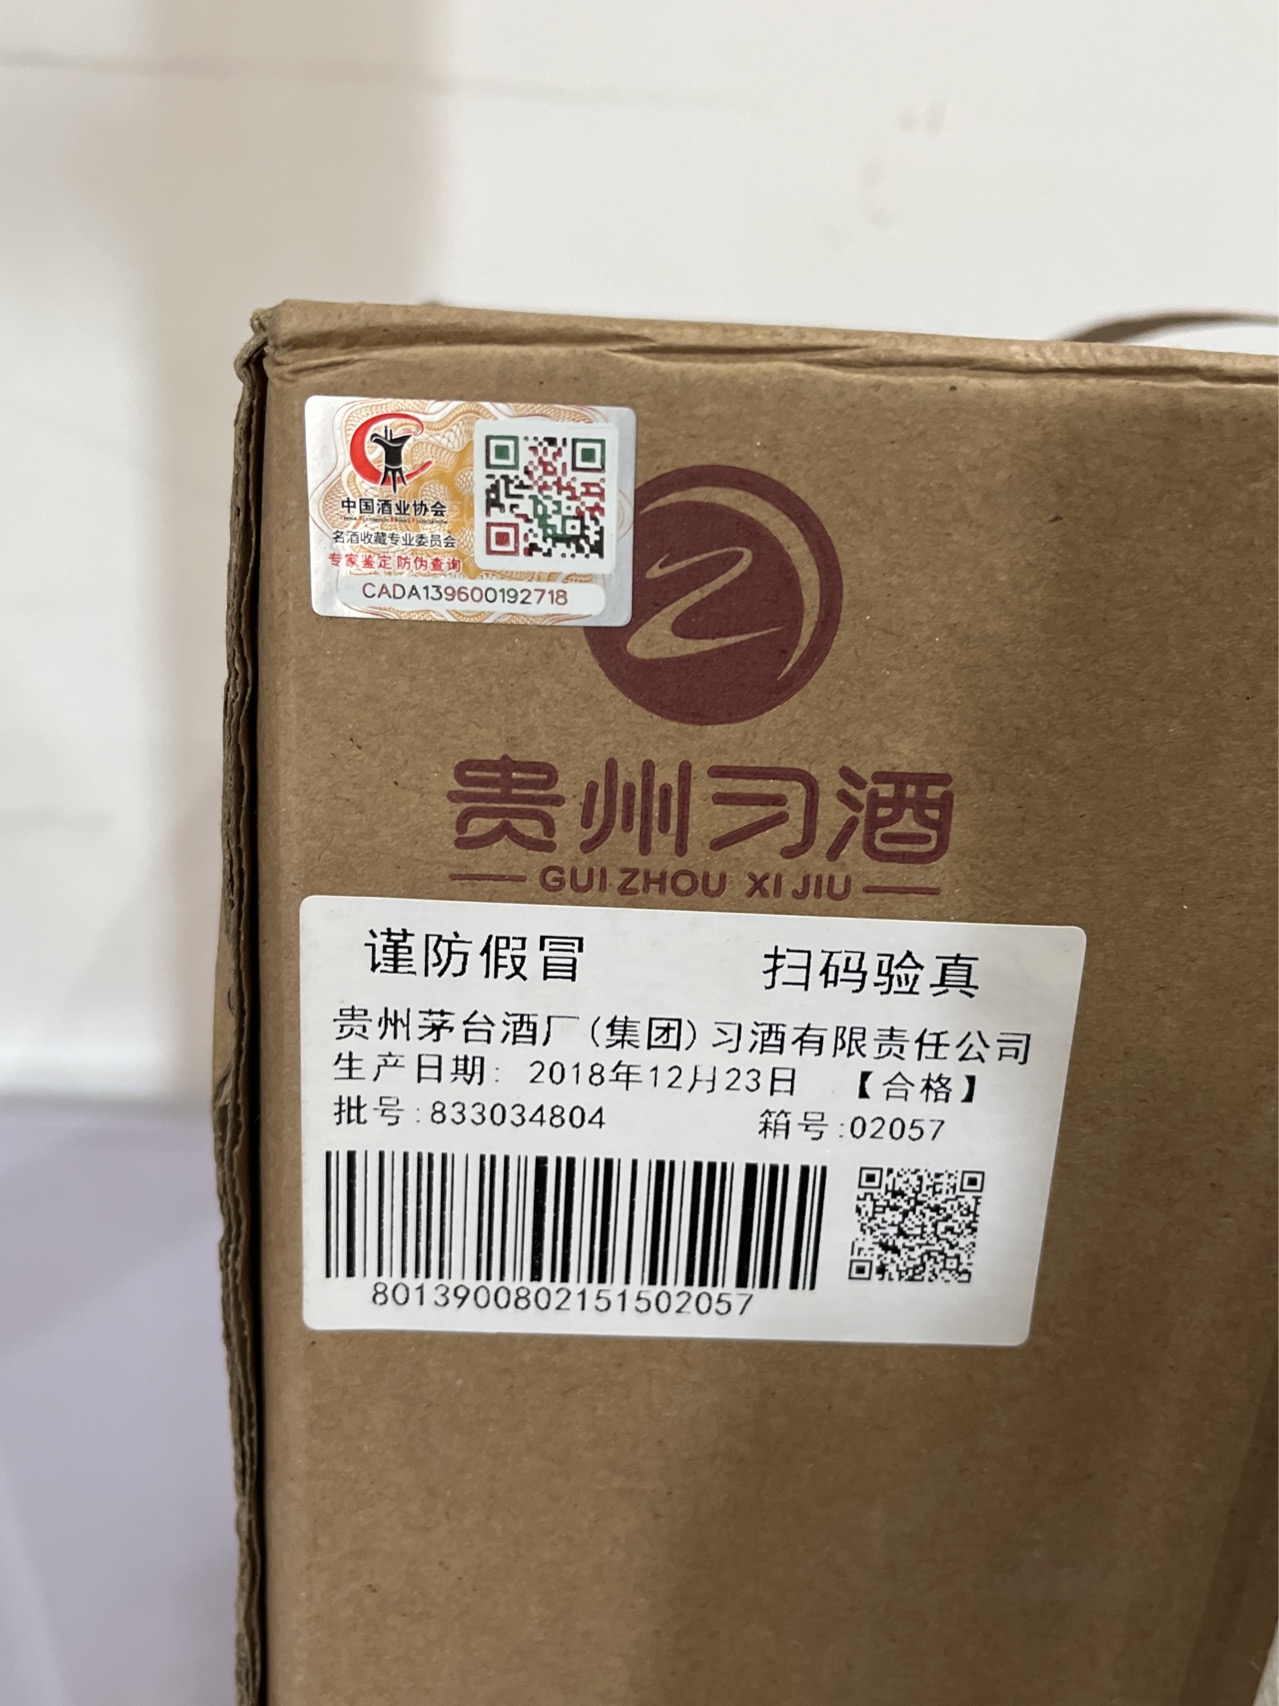 中国酒业协会
名酒收藏专业委员会
专家鉴定 防伪查询
CADA139600192718
贵州习酒
GUIZHOU XIJIU
谨防假冒 扫码验真
贵州茅台酒厂(集团)习酒有限责任公司
生产日期: 2018年12月23日 【合格】
批号:833034804 箱号:02057
8013900802151502057